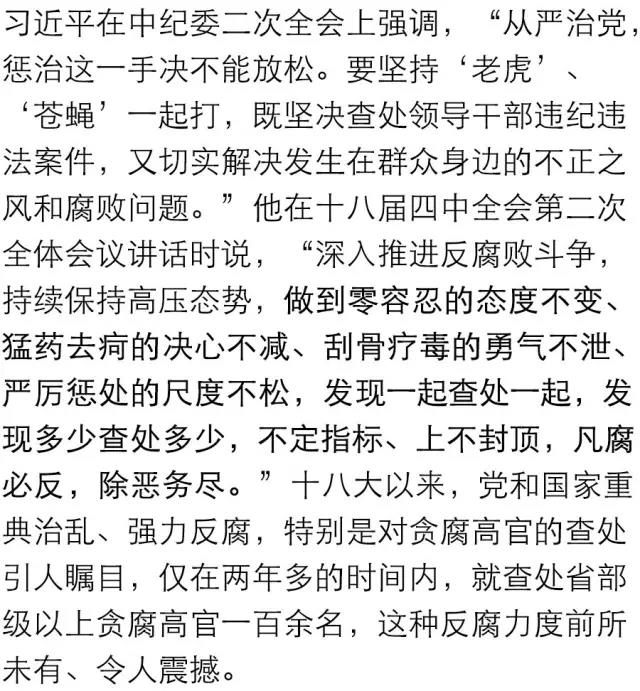 习近平在中纪委二次全会上强调，“从严治党，
惩治这一手决不能放松。要坚持‘老虎’、
‘苍蝇’一起打，既坚决查处领导干部违纪违
法案件，又切实解决发生在群众身边的不正之
风和腐败问题。”他在十八届四中全会第二次
全体会议讲话时说，“深入推进反腐败斗争，
持续保持高压态势，做到零容忍的态度不变、
猛药去疴的决心不减、刮骨疗毒的勇气不泄、
严厉惩处的尺度不松，发现一起查处一起，发
现多少查处多少，不定指标、上不封顶，凡腐
必反，除恶务尽。”十八大以来，党和国家重
典治乱、强力反腐，特别是对贪腐高官的查处
引人瞩目，仅在两年多的时间内，就查处省部
级以上贪腐高官一百余名，这种反腐力度前所
未有、令人震撼。